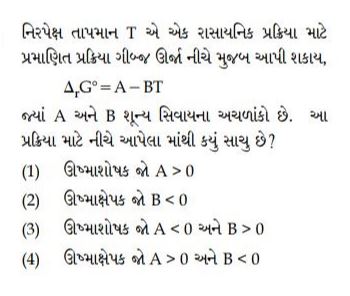 નિરપેક્ષ તાપમાન T એ એક રાસાયનિક પ્રક્રિયા માટે
પ્રમાણિત પ્રક્રિયા ગીબ્જ ઊર્જા નીચે મુજબ આપી શકાય,
ΔᵣG° = A – BT
જ્યાં A અને B શૂન્ય સિવાયના અચળાંકો છે. આ
પ્રક્રિયા માટે નીચે આપેલા માંથી કયું સાચુ છે?
(1) ઊષ્માશોષક જો A > 0
(2) ઊષ્માક્ષેપક જો B < 0
(3) ઊષ્માશોષક જો A < 0 અને B > 0
(4) ઊષ્માક્ષેપક જો A > 0 અને B < 0